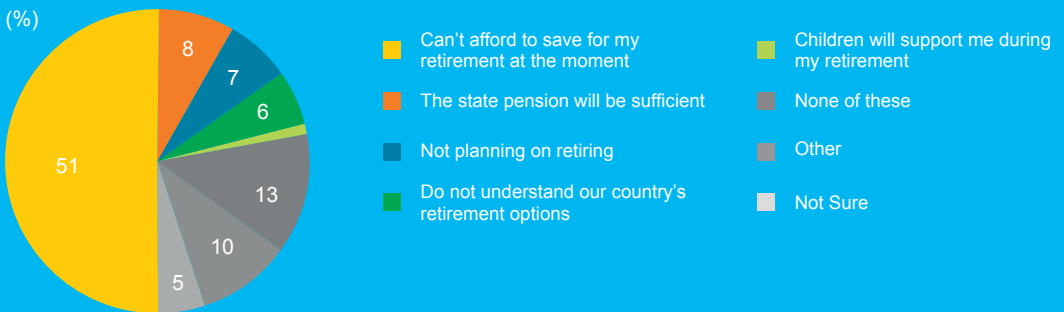 (%)
8
7
6
51
13
10
5
Can't afford to save for my
retirement at the moment
The state pension will be sufficient
Not planning on retiring
Do not understand our country's
retirement options
Children will support me during
my retirement
None of these
Other
Not Sure